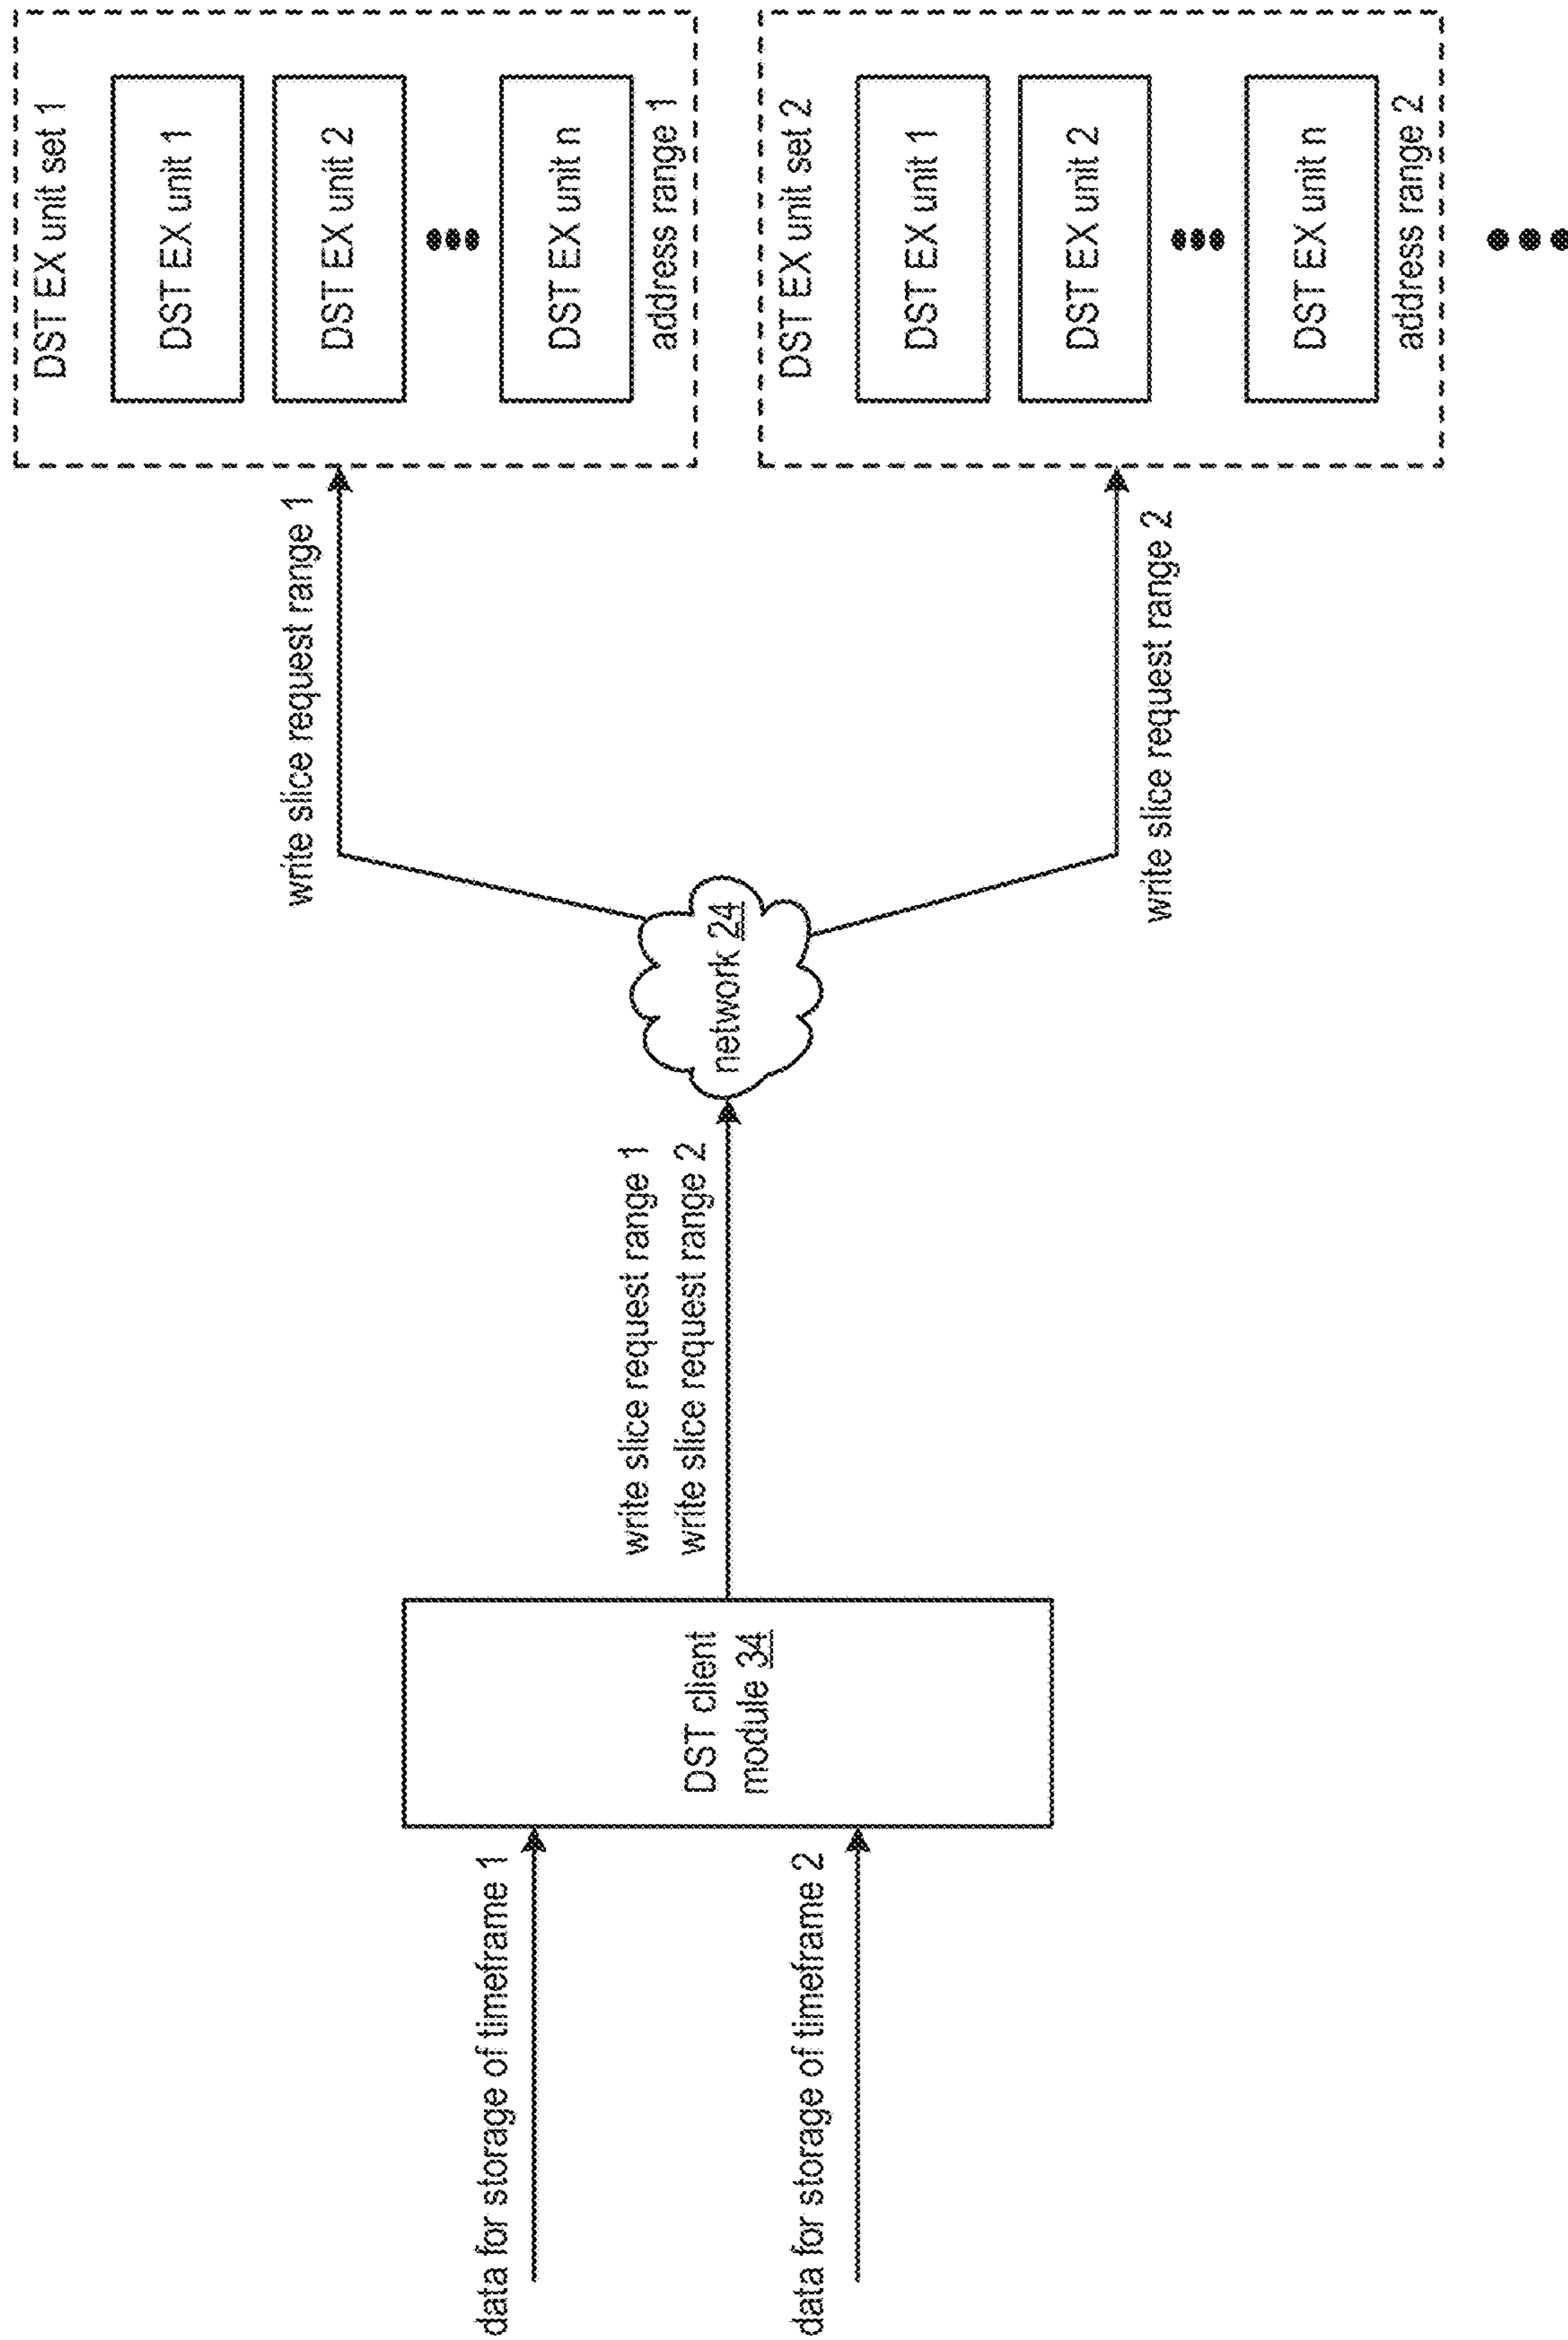 data for storage of timeframe 1
data for storage of timeframe 2
DST client
module 34
write slice request range 1
write slice request range 2
network 24
write slice request range 1
write slice request range 2
DST EX unit set 1
DST EX unit 1
DST EX unit 2
DST EX unit n
address range 1
DST EX unit set 2
DST EX unit 1
DST EX unit 2
DST EX unit n
address range 2